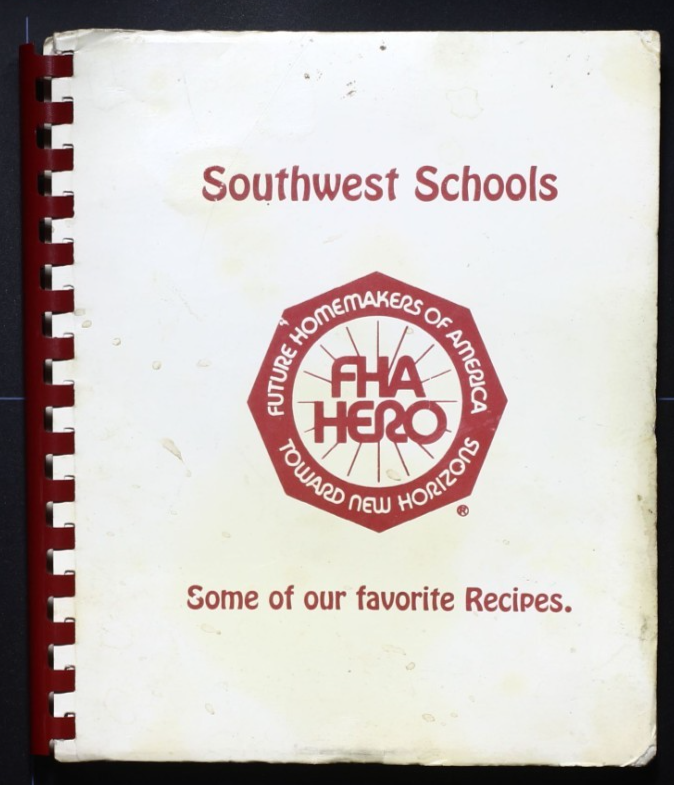 Southwest Schools
FUTURE HOMEMAKERS OF AMERICA
FHA
HERO
TOWARD NEW HORIZONS
®
Some of our favorite Recipes.